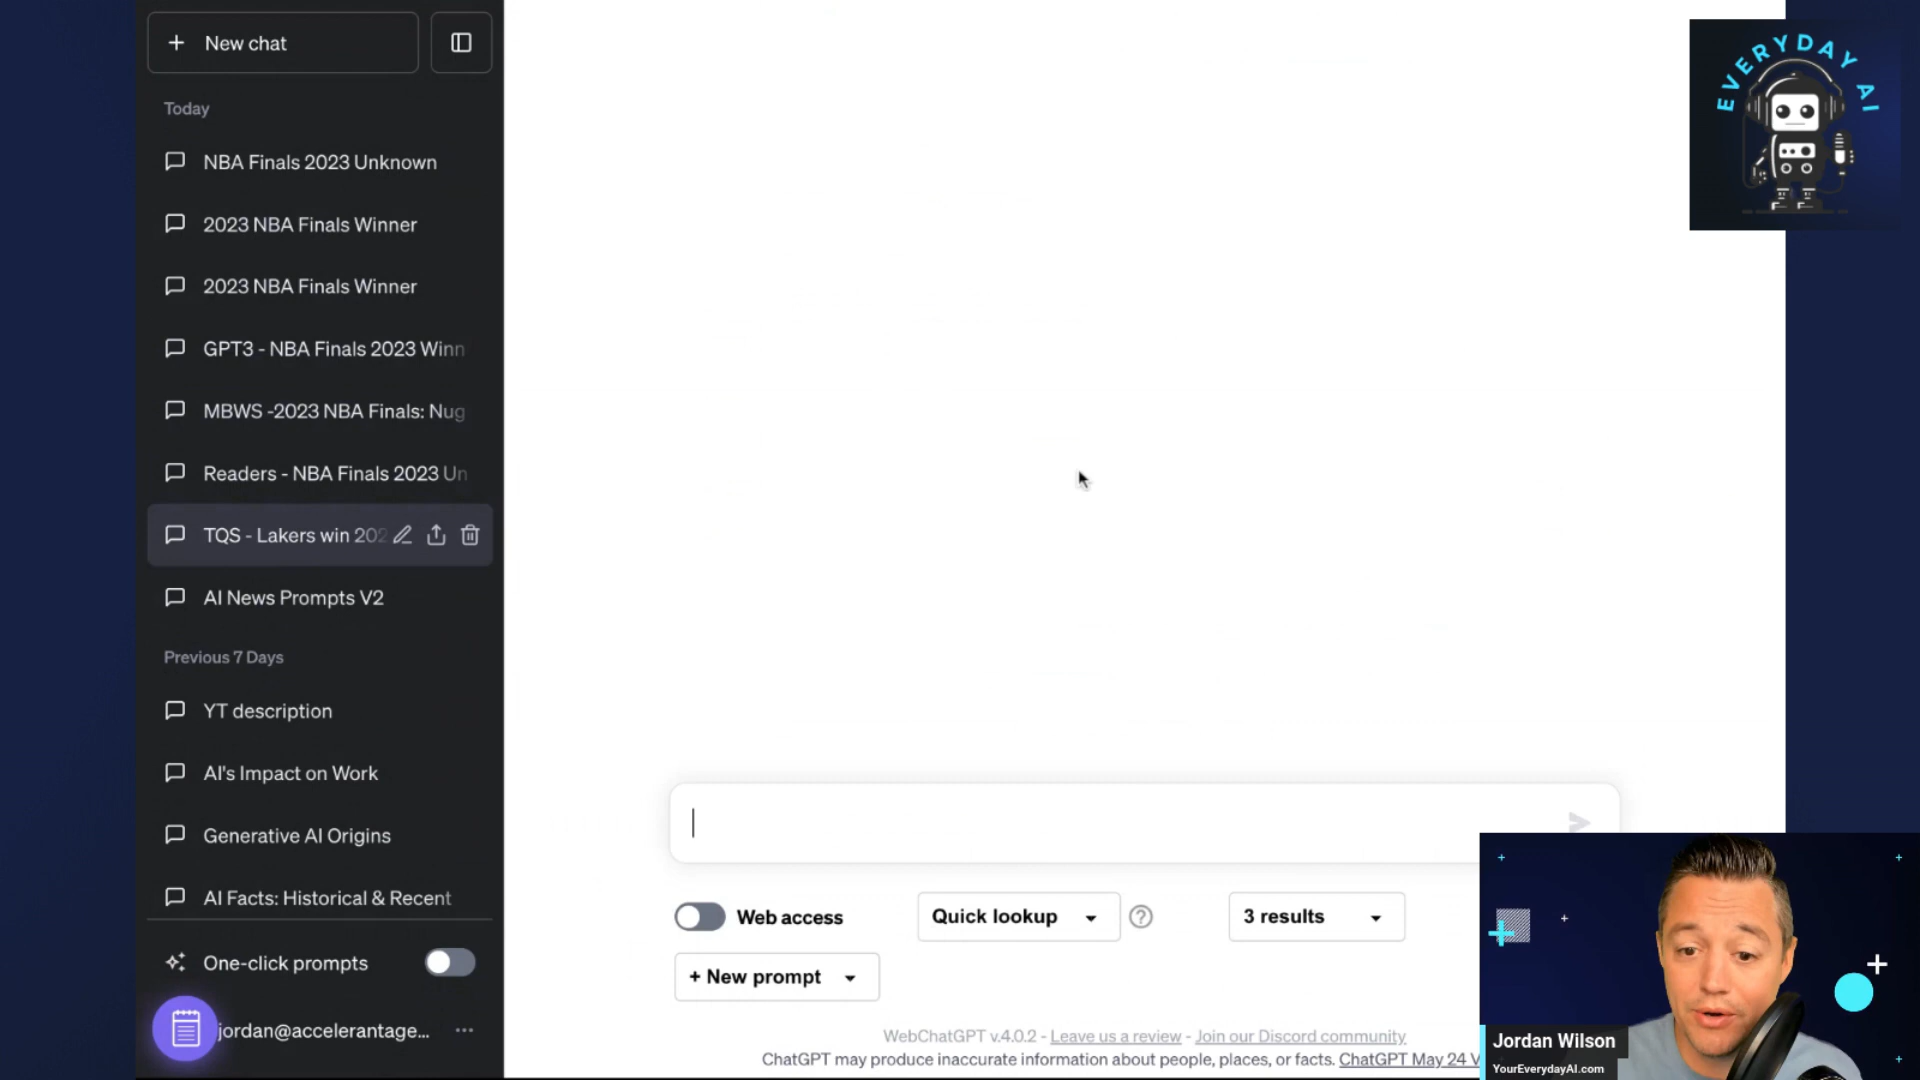 New chat
Today
NBA Finals 2023 Unknown
2023 NBA Finals Winner
2023 NBA Finals Winner
GPT3 - NBA Finals 2023 Winn
MBWS -2023 NBA Finals: Nug
Readers - NBA Finals 2023 Un
TQS - Lakers win 202
AI News Prompts V2
Previous 7 Days
YT description
AI's Impact on Work
Generative AI Origins
AI Facts: Historical & Recent
One-click prompts
jordan@accelerantage...
Web access
Quick lookup
?
3 results
+ New prompt
WebChatGPT v.4.0.2 - Leave us a review - Join our Discord community
ChatGPT may produce inaccurate information about people, places, or facts. ChatGPT May 24 V
EVERYDAY AI
Jordan Wilson
YourEverydayAI.com